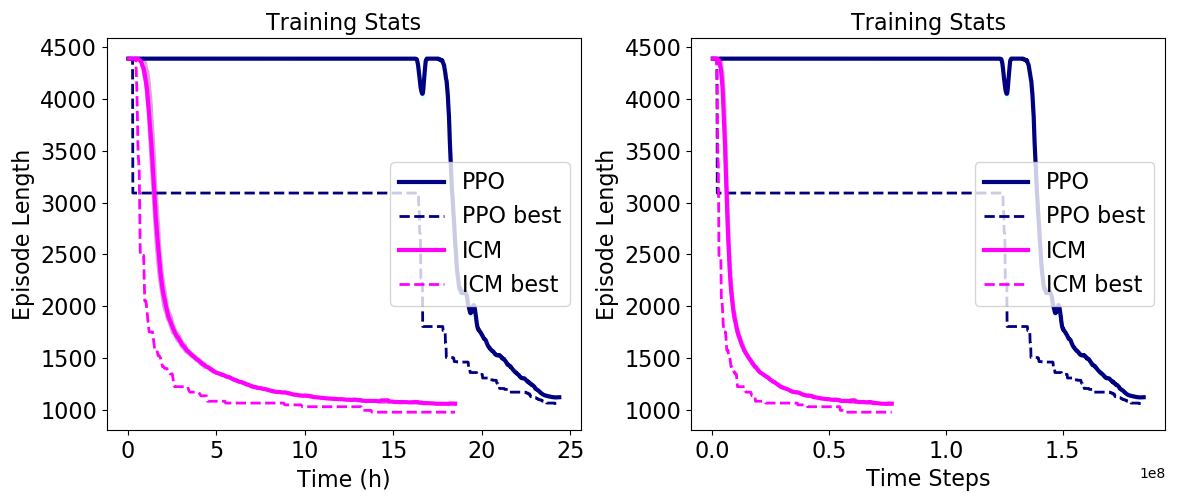 Training Stats
Episode Length
4500
4000
3500
3000
2500
2000
1500
1000
PPO
PPO best
ICM
ICM best
0 5 10 15 20 25
Time (h)
Training Stats
Episode Length
4500
4000
3500
3000
2500
2000
1500
1000
PPO
PPO best
ICM
ICM best
0.0 0.5 1.0 1.5
1e8
Time Steps